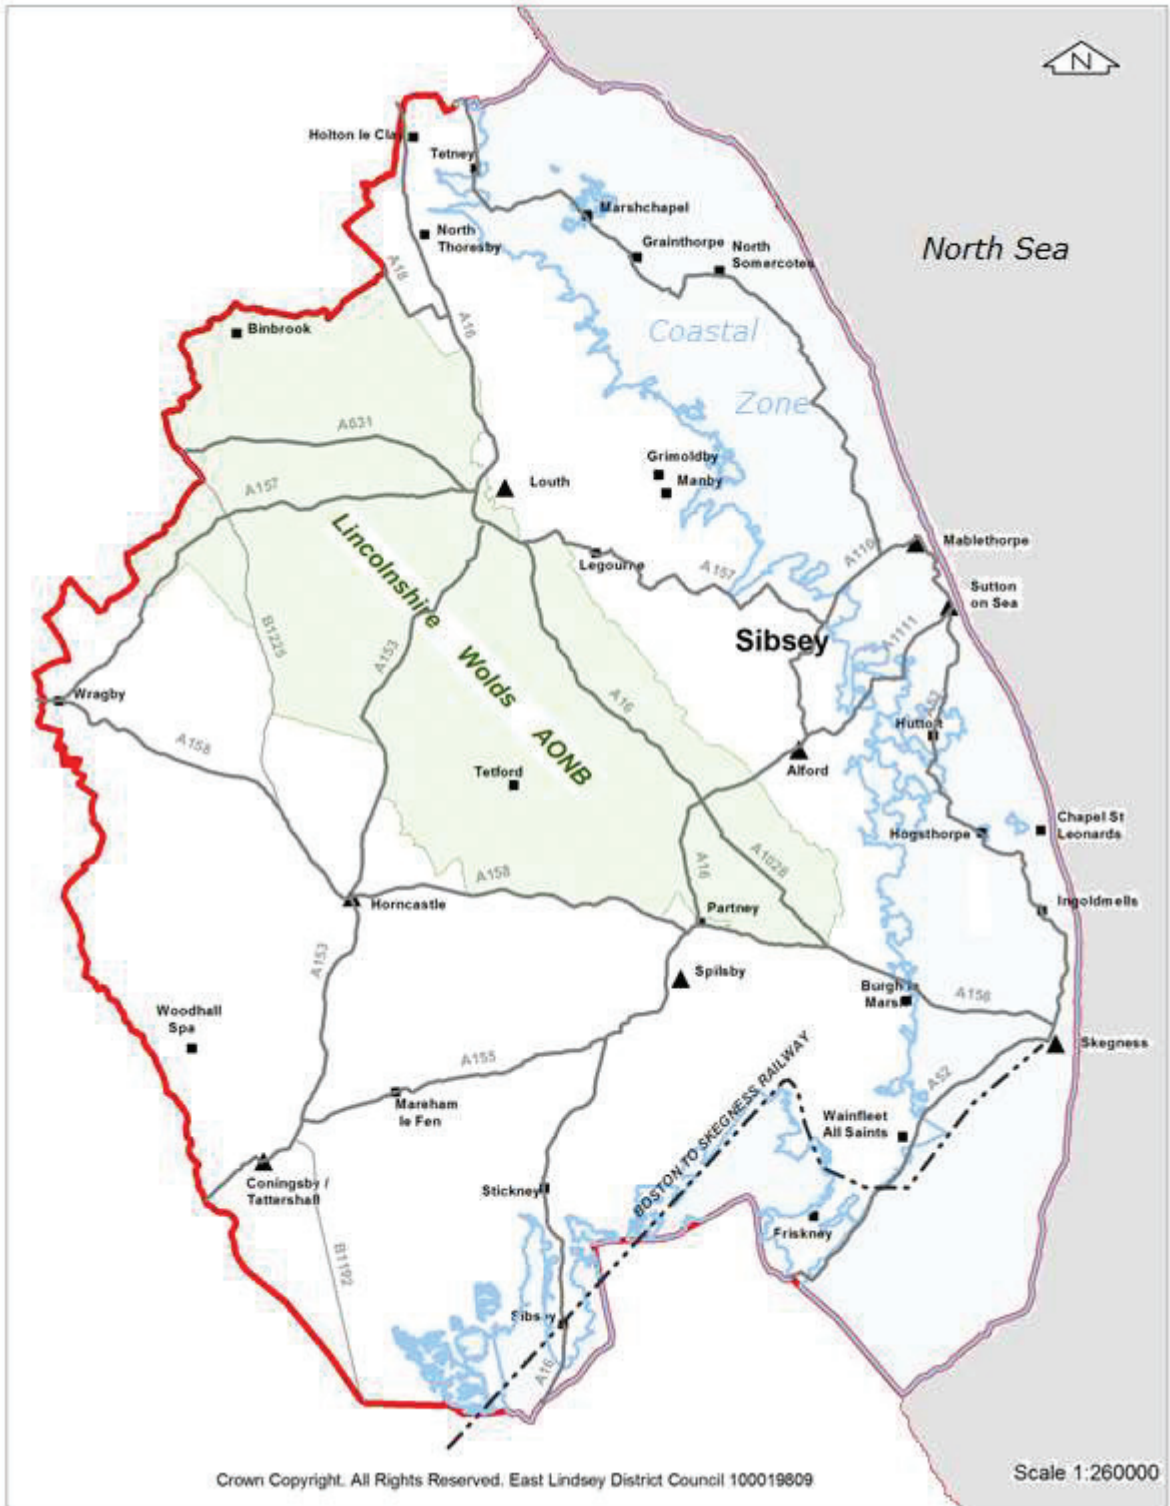 N
Holton le Clay
Tetney
Marshchapel
North
Thoresby
Grainthorpe
North
Somercotes
North Sea
A18
A16
Binbrook
Coastal
Zone
A631
Grimoldby
Manby
A157
Louth
Lincolnshire Wolds AONB
Legourne
A157
A1104
Mablethorpe
Sutton
on Sea
Sibsey
A1111
B1225
A153
A16
Wragby
A52
Huttoft
A158
Tetford
Alford
Chapel St
Leonards
Hogsthorpe
A16
A1028
A158
Horncastle
Partney
Ingoldmells
A153
Spilsby
Burgh le
Marsh
A158
Woodhall
Spa
Skegness
A155
BOSTON TO SKEGNESS RAILWAY
A52
Mareham
le Fen
Wainfleet
All Saints
Coningsby /
Tattershall
Stickney
Friskney
B1192
Sibsey
A16
Crown Copyright. All Rights Reserved. East Lindsey District Council 100019809
Scale 1:260000